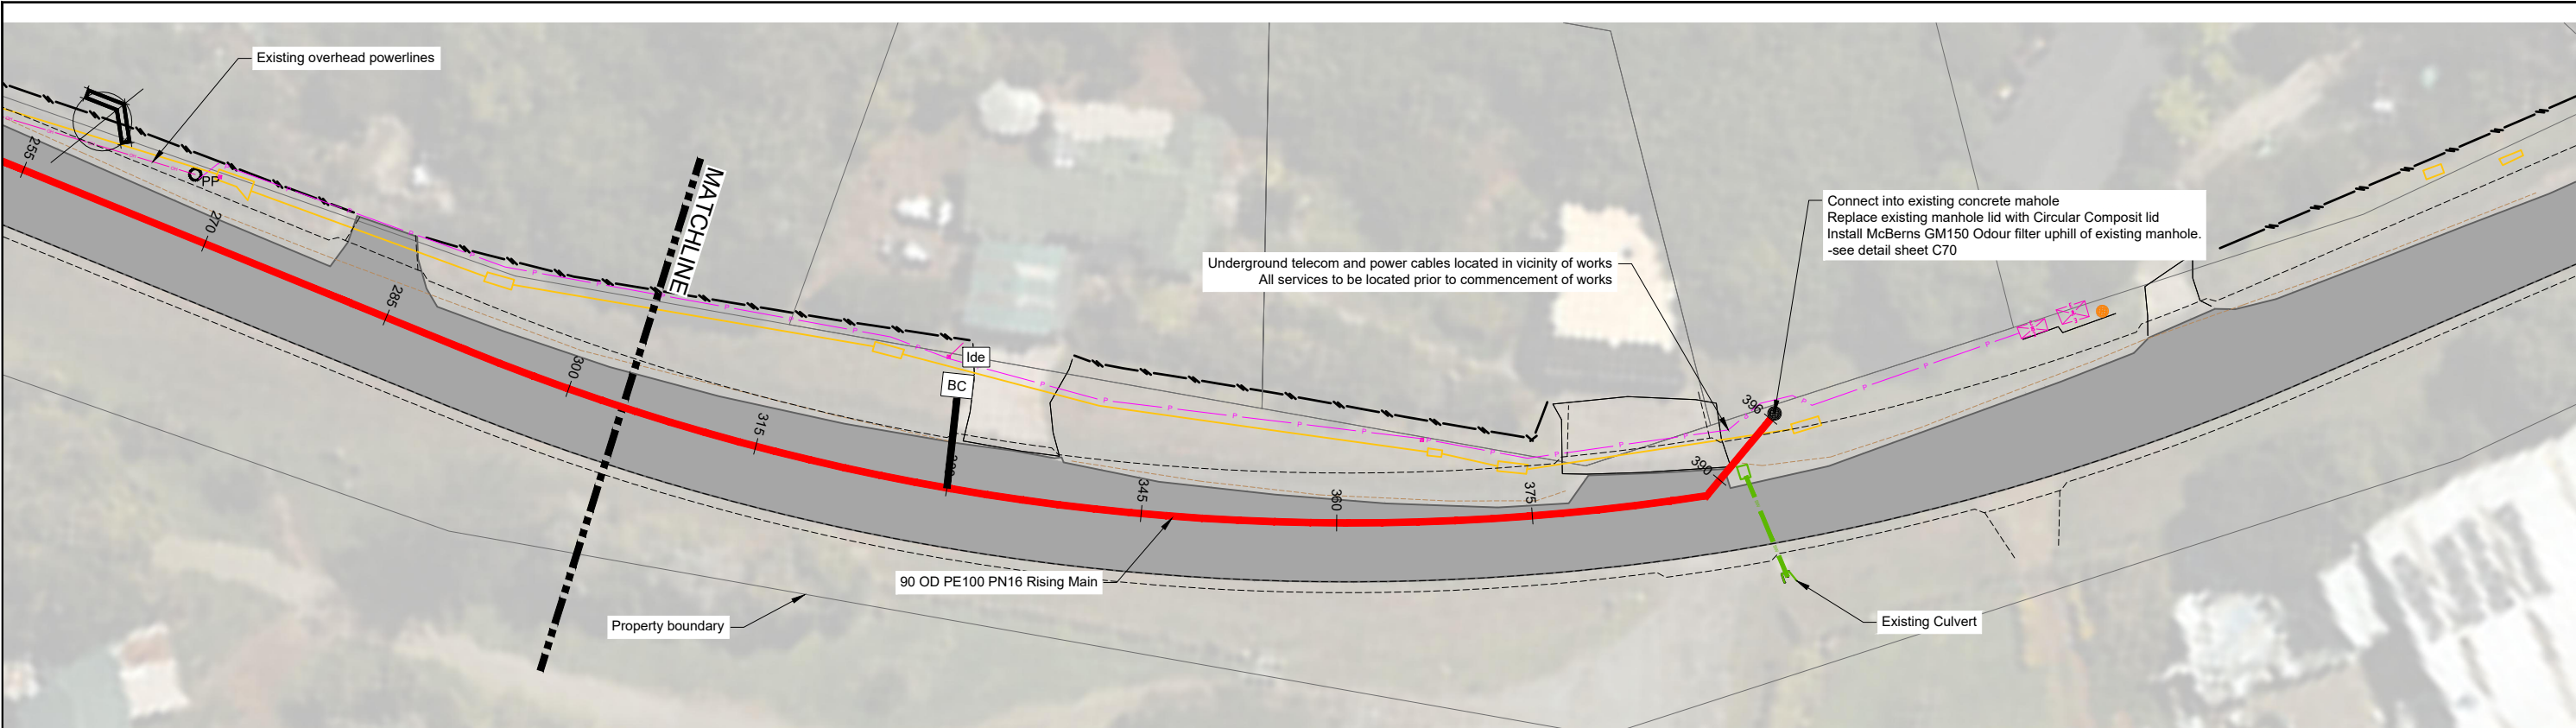 Existing overhead powerlines
PP
255
270
285
300
MATCHLINE
315
BC
Ide
345
360
375
390
396
Connect into existing concrete mahole
Replace existing manhole lid with Circular Composit lid
Install McBerns GM150 Odour filter uphill of existing manhole.
-see detail sheet C70
Underground telecom and power cables located in vicinity of works
All services to be located prior to commencement of works
90 OD PE100 PN16 Rising Main
Property boundary
Existing Culvert